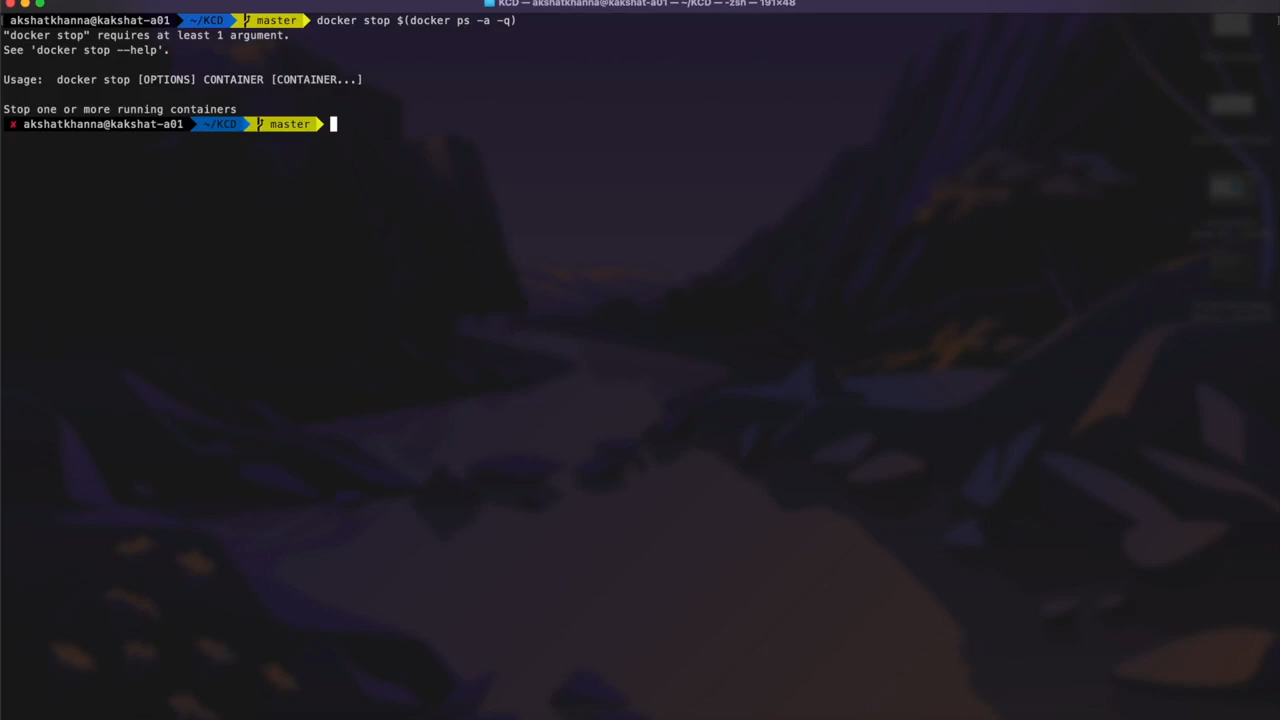 KCD — akshatkhanna@kakshat-a01 — ~/KCD — -zsh — 191×48
akshatkhanna@kakshat-a01 ~/KCD master docker stop $(docker ps -a -q)
"docker stop" requires at least 1 argument.
See 'docker stop --help'.
Usage:  docker stop [OPTIONS] CONTAINER [CONTAINER...]
Stop one or more running containers
✘ akshatkhanna@kakshat-a01 ~/KCD master